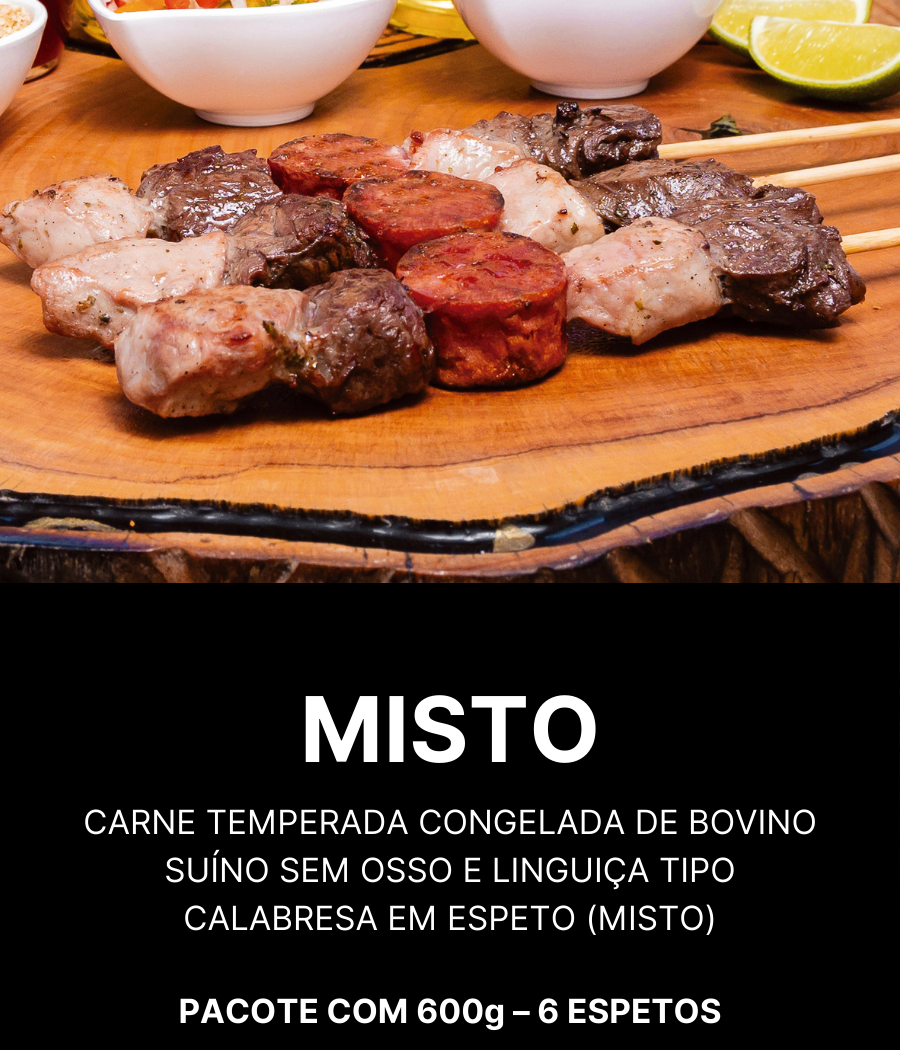 MISTO
CARNE TEMPERADA CONGELADA DE BOVINO
SUÍNO SEM OSSO E LINGUIÇA TIPO
CALABRESA EM ESPETO (MISTO)
PACOTE COM 600g – 6 ESPETOS